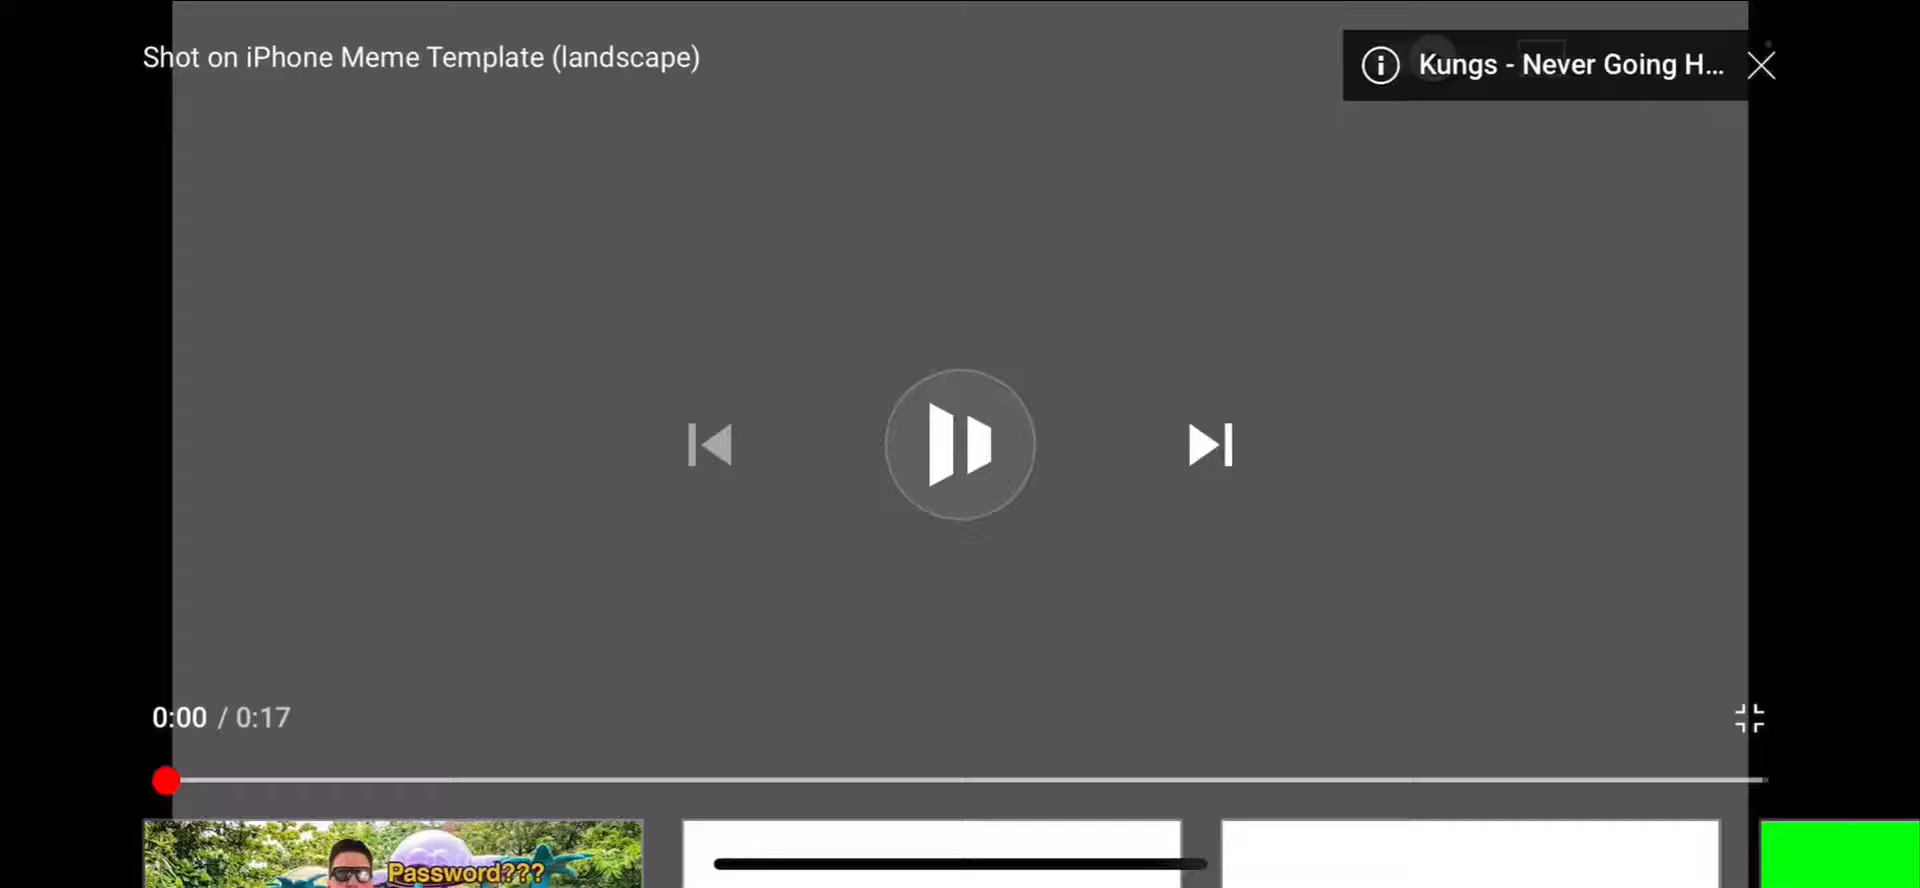 Shot on iPhone Meme Template (landscape)
Kungs - Never Going H...
0:00 / 0:17
Password???